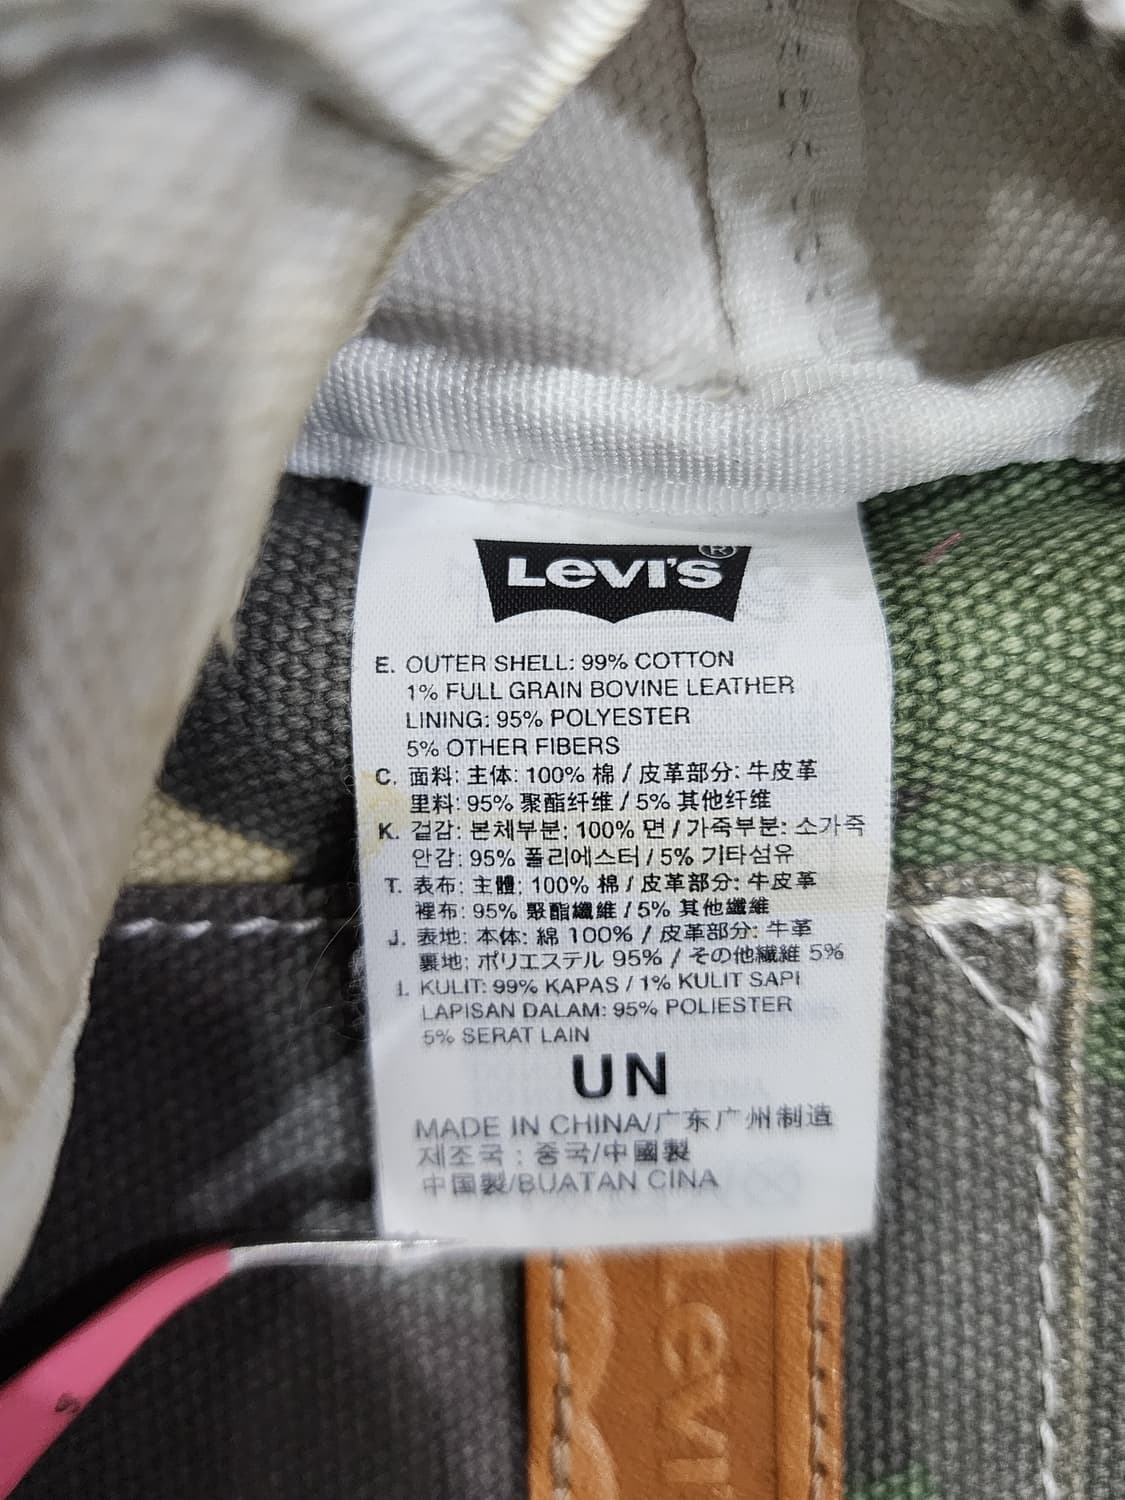 LEVI'S ®
E. OUTER SHELL: 99% COTTON
1% FULL GRAIN BOVINE LEATHER
LINING: 95% POLYESTER
5% OTHER FIBERS
C. 面料: 主体: 100% 棉 / 皮革部分: 牛皮革
里料: 95% 聚酯纤维 / 5% 其他纤维
K. 겉감: 본체부분: 100% 면 / 가죽부분: 소가죽
안감: 95% 폴리에스터 / 5% 기타섬유
T. 表布: 主體: 100% 棉 / 皮革部分: 牛皮革
裡布: 95% 聚酯纖維 / 5% 其他纖維
J. 表地: 本体: 綿 100% / 皮革部分: 牛革
裏地: ポリエステル 95% / その他繊維 5%
I. KULIT: 99% KAPAS / 1% KULIT SAPI
LAPISAN DALAM: 95% POLIESTER
5% SERAT LAIN
UN
MADE IN CHINA/广东广州制造
제조국 : 중국/中國製
中国製/BUATAN CINA
Levi's